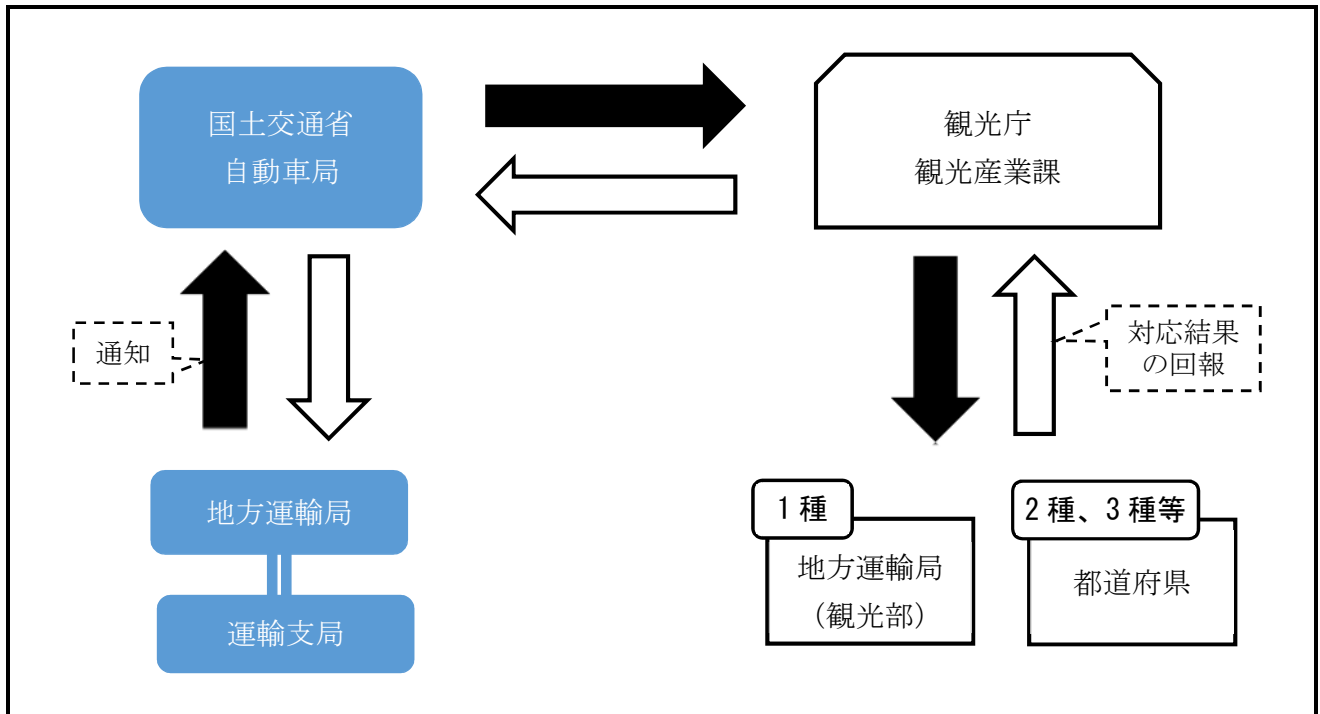 国土交通省
自動車局
観光庁
観光産業課
通知
対応結果
の回報
地方運輸局
運輸支局
1種
地方運輸局
(観光部)
2種、3種等
都道府県